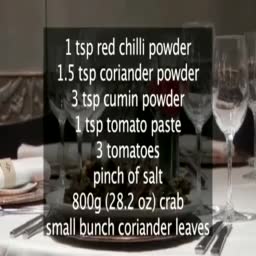 1 tsp red chilli powder
1.5 tsp coriander powder
3 tsp cumin powder
1 tsp tomato paste
3 tomatoes
pinch of salt
800g (28.2 oz) crab
small bunch coriander leaves